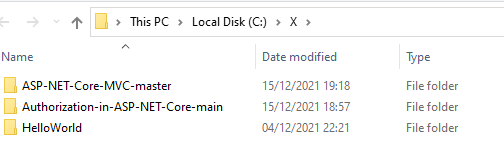 This PC > Local Disk (C:) > X >
Name Date modified Type
ASP-NET-Core-MVC-master 15/12/2021 19:18 File folder
Authorization-in-ASP-NET-Core-main 15/12/2021 18:57 File folder
HelloWorld 04/12/2021 22:21 File folder